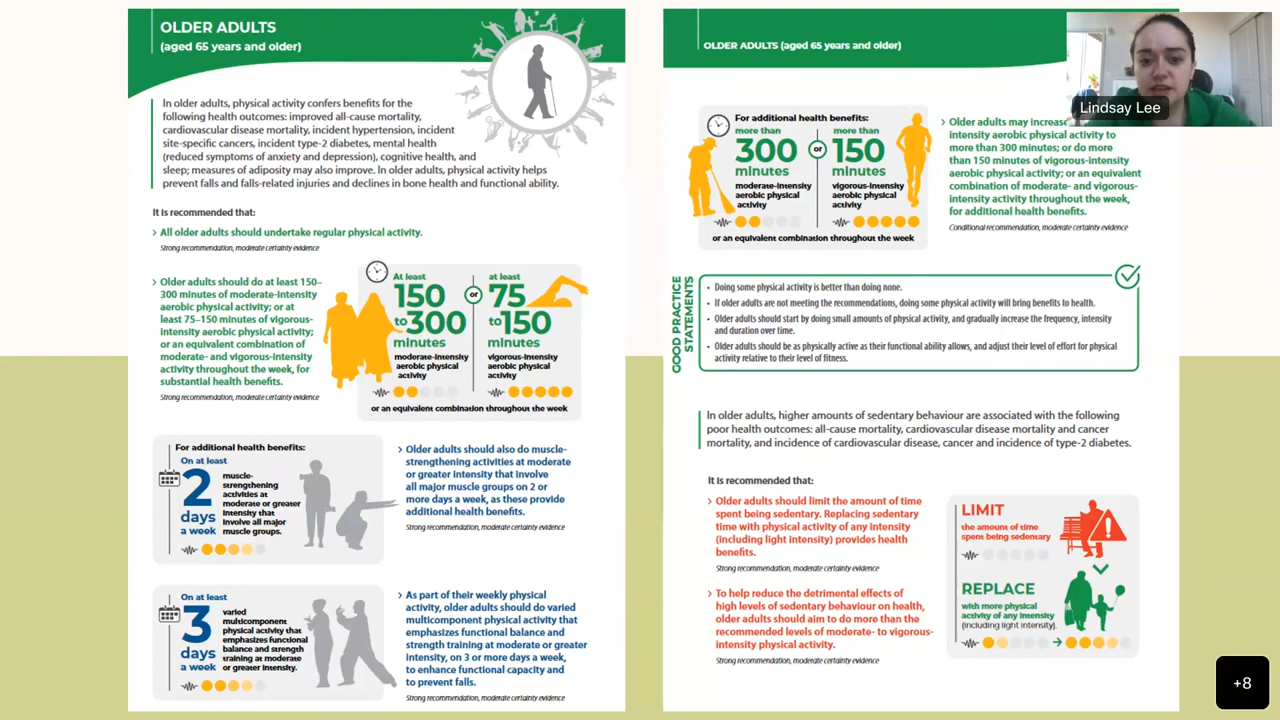 OLDER ADULTS
(aged 65 years and older)
In older adults, physical activity confers benefits for the
following health outcomes: improved all-cause mortality,
cardiovascular disease mortality, incident hypertension, incident
site-specific cancers, incident type-2 diabetes, mental health
(reduced symptoms of anxiety and depression), cognitive health, and
sleep; measures of adiposity may also improve. In older adults, physical activity helps
prevent falls and falls-related injuries and declines in bone health and functional ability.
It is recommended that:
> All older adults should undertake regular physical activity.
Strong recommendation, moderate certainty evidence
> Older adults should do at least 150–
300 minutes of moderate-intensity
aerobic physical activity; or at
least 75–150 minutes of vigorous-
intensity aerobic physical activity;
or an equivalent combination of
moderate- and vigorous-intensity
activity throughout the week, for
substantial health benefits.
Strong recommendation, moderate certainty evidence
At least
150
to 300
minutes
moderate-intensity
aerobic physical
activity
or
at least
75
to 150
minutes
vigorous-intensity
aerobic physical
activity
or an equivalent combination throughout the week
For additional health benefits:
On at least
2
days
a week
muscle-
strengthening
activities at
moderate or greater
intensity that
involve all major
muscle groups.
> Older adults should also do muscle-
strengthening activities at moderate
or greater intensity that involve
all major muscle groups on 2 or
more days a week, as these provide
additional health benefits.
Strong recommendation, moderate certainty evidence
On at least
3
days
a week
varied
multicomponent
physical activity that
emphasizes functional
balance and strength
training at moderate
or greater intensity.
> As part of their weekly physical
activity, older adults should do varied
multicomponent physical activity that
emphasizes functional balance and
strength training at moderate or greater
intensity, on 3 or more days a week,
to enhance functional capacity and
to prevent falls.
Strong recommendation, moderate certainty evidence
OLDER ADULTS (aged 65 years and older)
For additional health benefits:
more than
300
minutes
moderate-intensity
aerobic physical
activity
or
more than
150
minutes
vigorous-intensity
aerobic physical
activity
or an equivalent combination throughout the week
> Older adults may increas
intensity aerobic physical activity to
more than 300 minutes; or do more
than 150 minutes of vigorous-intensity
aerobic physical activity; or an equivalent
combination of moderate- and vigorous-
intensity activity throughout the week,
for additional health benefits.
Conditional recommendation, moderate certainty evidence
GOOD PRACTICE
STATEMENTS
• Doing some physical activity is better than doing none.
• If older adults are not meeting the recommendations, doing some physical activity will bring benefits to health.
• Older adults should start by doing small amounts of physical activity, and gradually increase the frequency, intensity
and duration over time.
• Older adults should be as physically active as their functional ability allows, and adjust their level of effort for physical
activity relative to their level of fitness.
In older adults, higher amounts of sedentary behaviour are associated with the following
poor health outcomes: all-cause mortality, cardiovascular disease mortality and cancer
mortality, and incidence of cardiovascular disease, cancer and incidence of type-2 diabetes.
It is recommended that:
> Older adults should limit the amount of time
spent being sedentary. Replacing sedentary
time with physical activity of any intensity
(including light intensity) provides health
benefits.
Strong recommendation, moderate certainty evidence
> To help reduce the detrimental effects of
high levels of sedentary behaviour on health,
older adults should aim to do more than the
recommended levels of moderate- to vigorous-
intensity physical activity.
Strong recommendation, moderate certainty evidence
LIMIT
the amount of time
spent being sedentary
REPLACE
with more physical
activity of any intensity
(including light intensity).
Lindsay Lee
+8